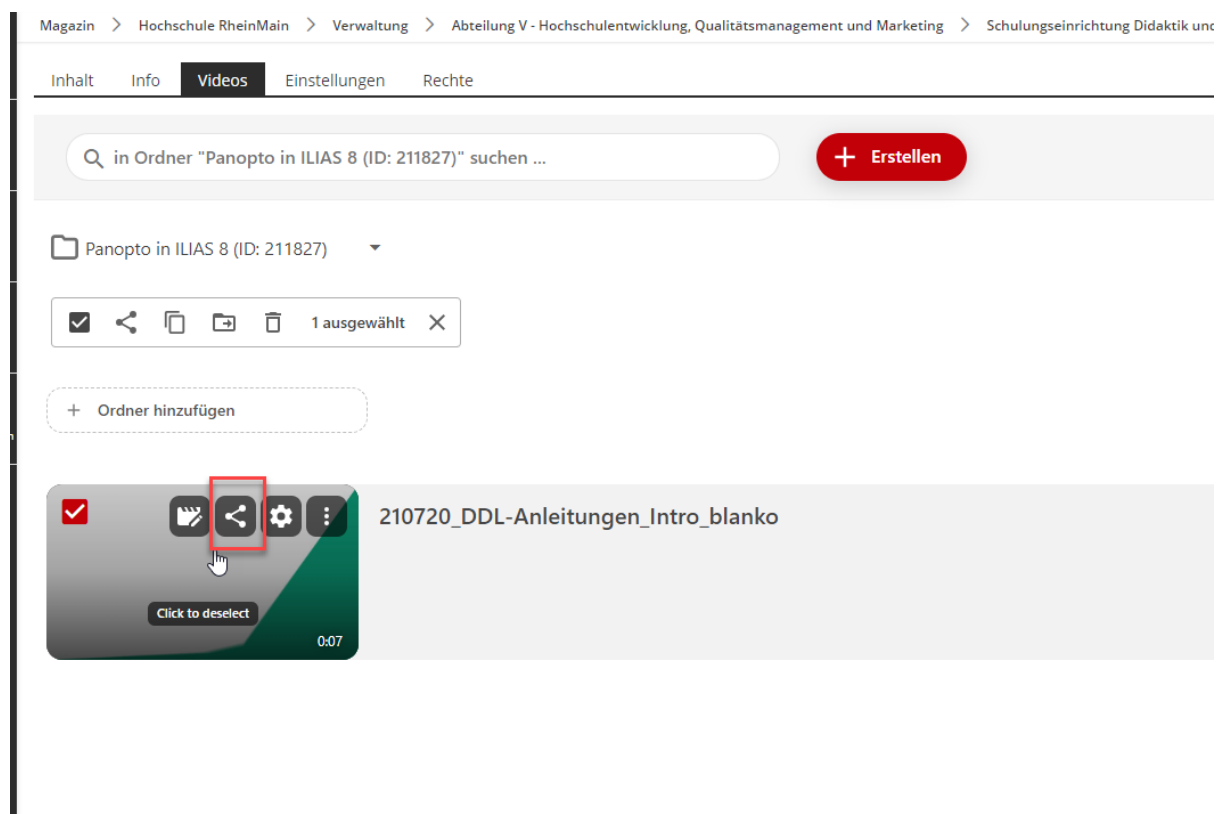 Magazin > Hochschule RheinMain > Verwaltung > Abteilung V - Hochschulentwicklung, Qualitätsmanagement und Marketing > Schulungseinrichtung Didaktik und
Inhalt Info Videos Einstellungen Rechte
in Ordner "Panopto in ILIAS 8 (ID: 211827)" suchen ...
+ Erstellen
Panopto in ILIAS 8 (ID: 211827)
1 ausgewählt
+ Ordner hinzufügen
210720_DDL-Anleitungen_Intro_blanko
Click to deselect
0:07